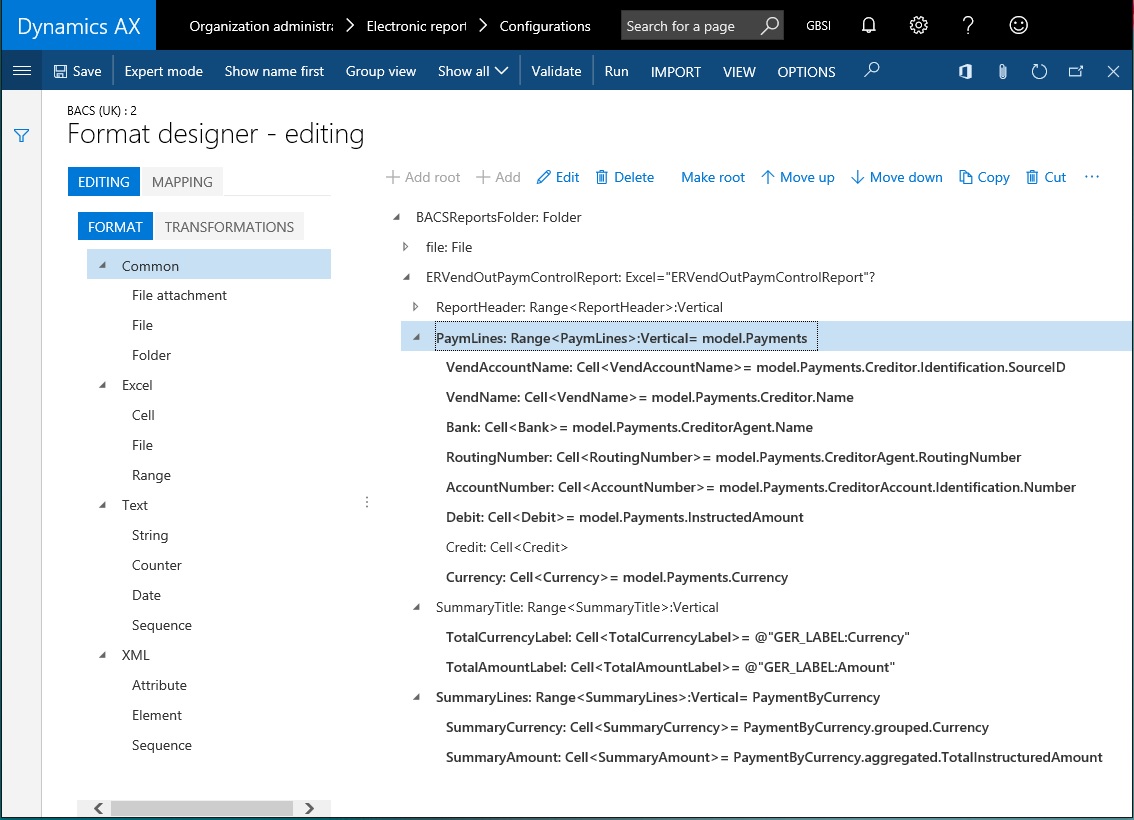 Dynamics AX
Organization administra
Electronic report
Configurations
Search for a page
GBSI
Save
Expert mode
Show name first
Group view
Show all
Validate
Run
IMPORT
VIEW
OPTIONS
BACS (UK) : 2
Format designer - editing
EDITING
MAPPING
FORMAT
TRANSFORMATIONS
Common
File attachment
File
Folder
Excel
Cell
File
Range
Text
String
Counter
Date
Sequence
XML
Attribute
Element
Sequence
Add root
Add
Edit
Delete
Make root
Move up
Move down
Copy
Cut
BACSReportsFolder: Folder
file: File
ERVendOutPaymControlReport: Excel="ERVendOutPaymControlReport"?
ReportHeader: Range<ReportHeader>:Vertical
PaymLines: Range<PaymLines>:Vertical= model.Payments
VendAccountName: Cell<VendAccountName>= model.Payments.Creditor.Identification.SourceID
VendName: Cell<VendName>= model.Payments.Creditor.Name
Bank: Cell<Bank>= model.Payments.CreditorAgent.Name
RoutingNumber: Cell<RoutingNumber>= model.Payments.CreditorAgent.RoutingNumber
AccountNumber: Cell<AccountNumber>= model.Payments.CreditorAccount.Identification.Number
Debit: Cell<Debit>= model.Payments.InstructedAmount
Credit: Cell<Credit>
Currency: Cell<Currency>= model.Payments.Currency
SummaryTitle: Range<SummaryTitle>:Vertical
TotalCurrencyLabel: Cell<TotalCurrencyLabel>= @"GER_LABEL:Currency"
TotalAmountLabel: Cell<TotalAmountLabel>= @"GER_LABEL:Amount"
SummaryLines: Range<SummaryLines>:Vertical= PaymentByCurrency
SummaryCurrency: Cell<SummaryCurrency>= PaymentByCurrency.grouped.Currency
SummaryAmount: Cell<SummaryAmount>= PaymentByCurrency.aggregated.TotalInstructuredAmount